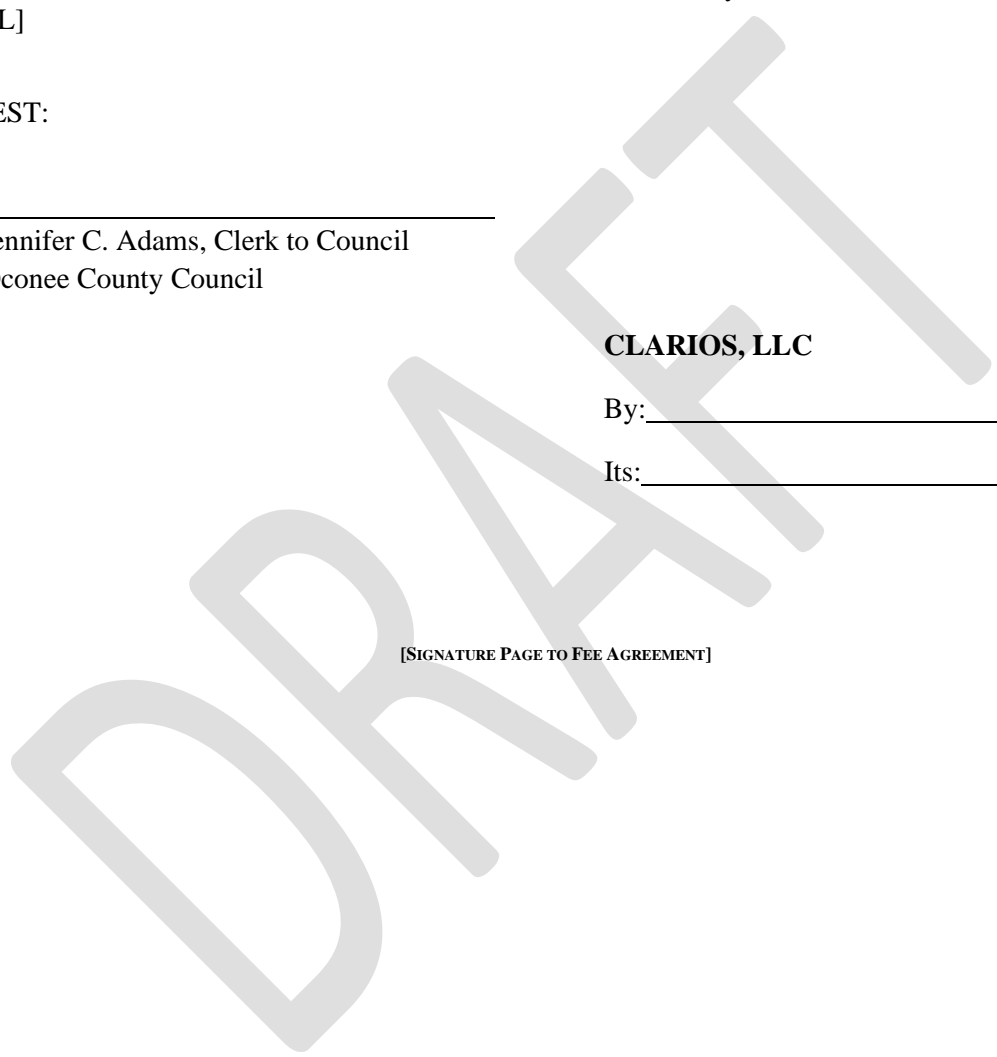 L]
EST:
ennifer C. Adams, Clerk to Council
conee County Council
CLARIOS, LLC
By:
Its:
[SIGNATURE PAGE TO FEE AGREEMENT]
DRAFT